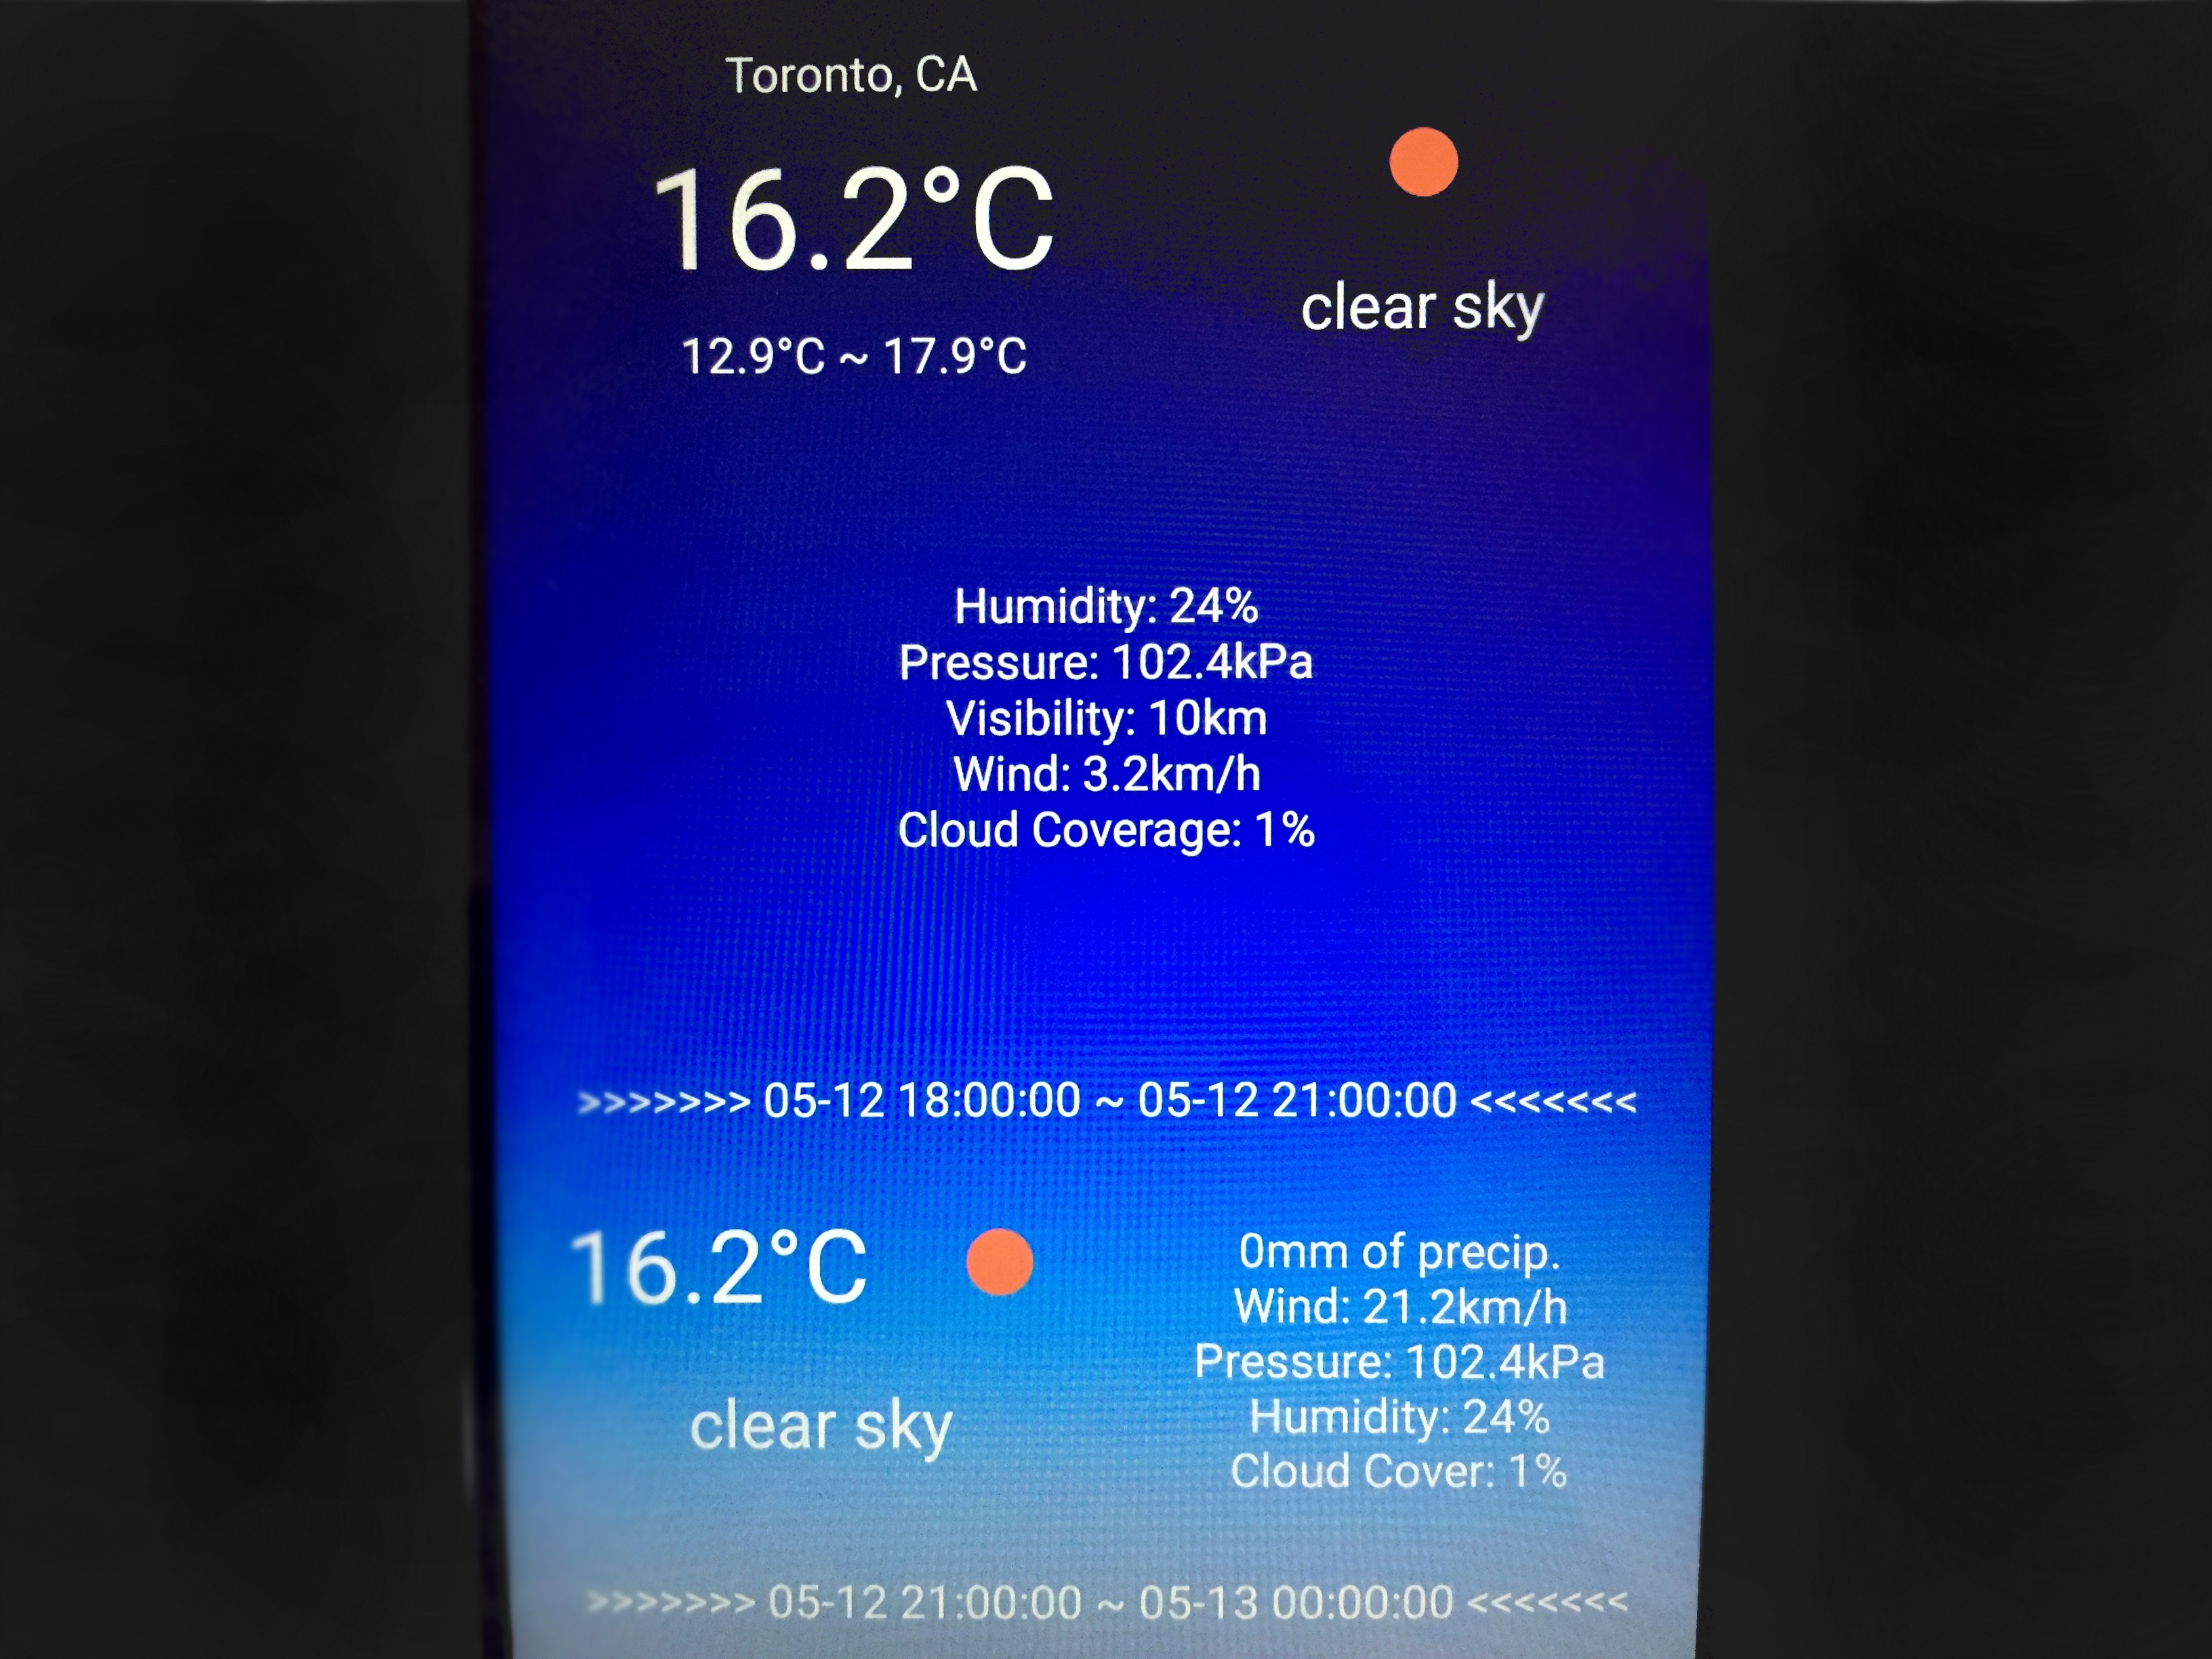 Toronto, CA
16.2°C
clear sky
12.9°C ~ 17.9°C
Humidity: 24%
Pressure: 102.4kPa
Visibility: 10km
Wind: 3.2km/h
Cloud Coverage: 1%
>>>>>>> 05-12 18:00:00 ~ 05-12 21:00:00 <<<<<<<
16.2°C
clear sky
0mm of precip.
Wind: 21.2km/h
Pressure: 102.4kPa
Humidity: 24%
Cloud Cover: 1%
>>>>>>> 05-12 21:00:00 ~ 05-13 00:00:00 <<<<<<<